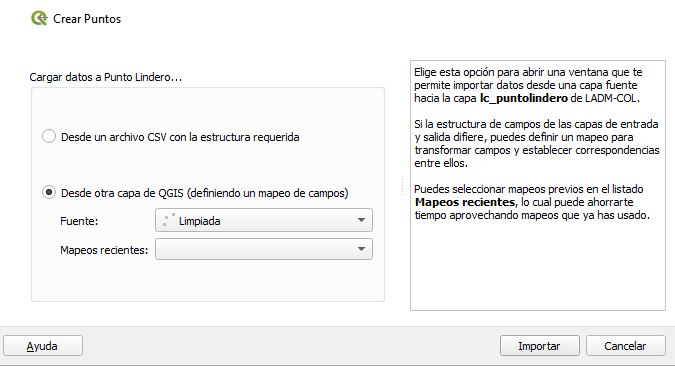 Crear Puntos
Cargar datos a Punto Lindero...
Desde un archivo CSV con la estructura requerida
Desde otra capa de QGIS (definiendo un mapeo de campos)
Fuente: Limpiada
Mapeos recientes:
Elige esta opción para abrir una ventana que te
permite importar datos desde una capa fuente
hacia la capa lc_puntolindero de LADM-COL.
Si la estructura de campos de las capas de entrada
y salida difiere, puedes definir un mapeo para
transformar campos y establecer correspondencias
entre ellos.
Puedes seleccionar mapeos previos en el listado
Mapeos recientes, lo cual puede ahorrarte
tiempo aprovechando mapeos que ya has usado.
Ayuda
Importar
Cancelar